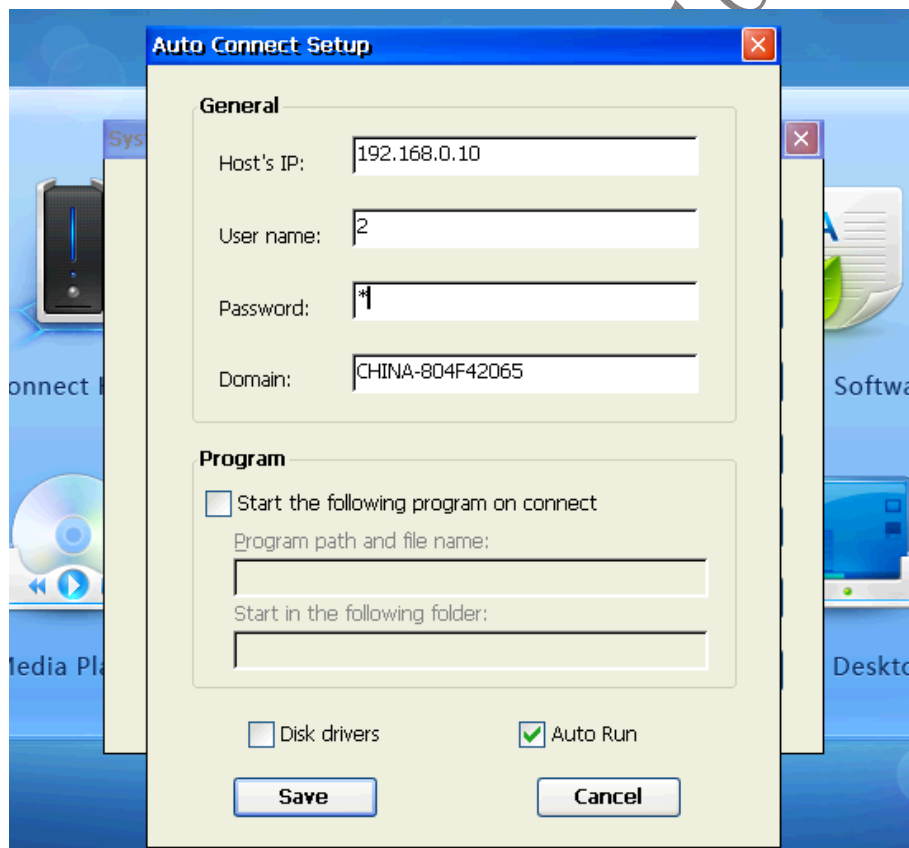 Auto Connect Setup
General
Sys
Host's IP:
192.168.0.10
User name:
2
Password:
*
Domain:
CHINA-804F42065
onnect
Softwa
Program
Start the following program on connect
Program path and file name:
Start in the following folder:
Media Pla
Deskto
Disk drivers
Auto Run
Save
Cancel